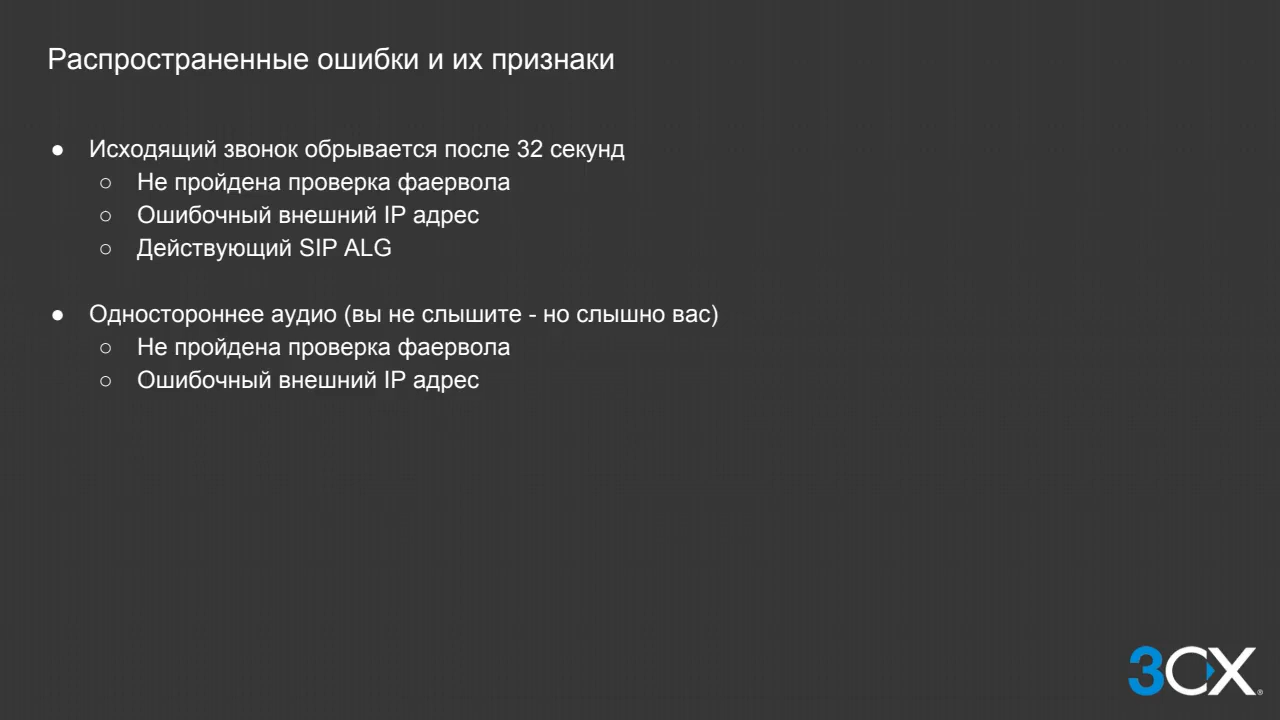 Распространенные ошибки и их признаки
● Исходящий звонок обрывается после 32 секунд
○ Не пройдена проверка фаервола
○ Ошибочный внешний IP адрес
○ Действующий SIP ALG
● Одностороннее аудио (вы не слышите - но слышно вас)
○ Не пройдена проверка фаервола
○ Ошибочный внешний IP адрес
3CX®